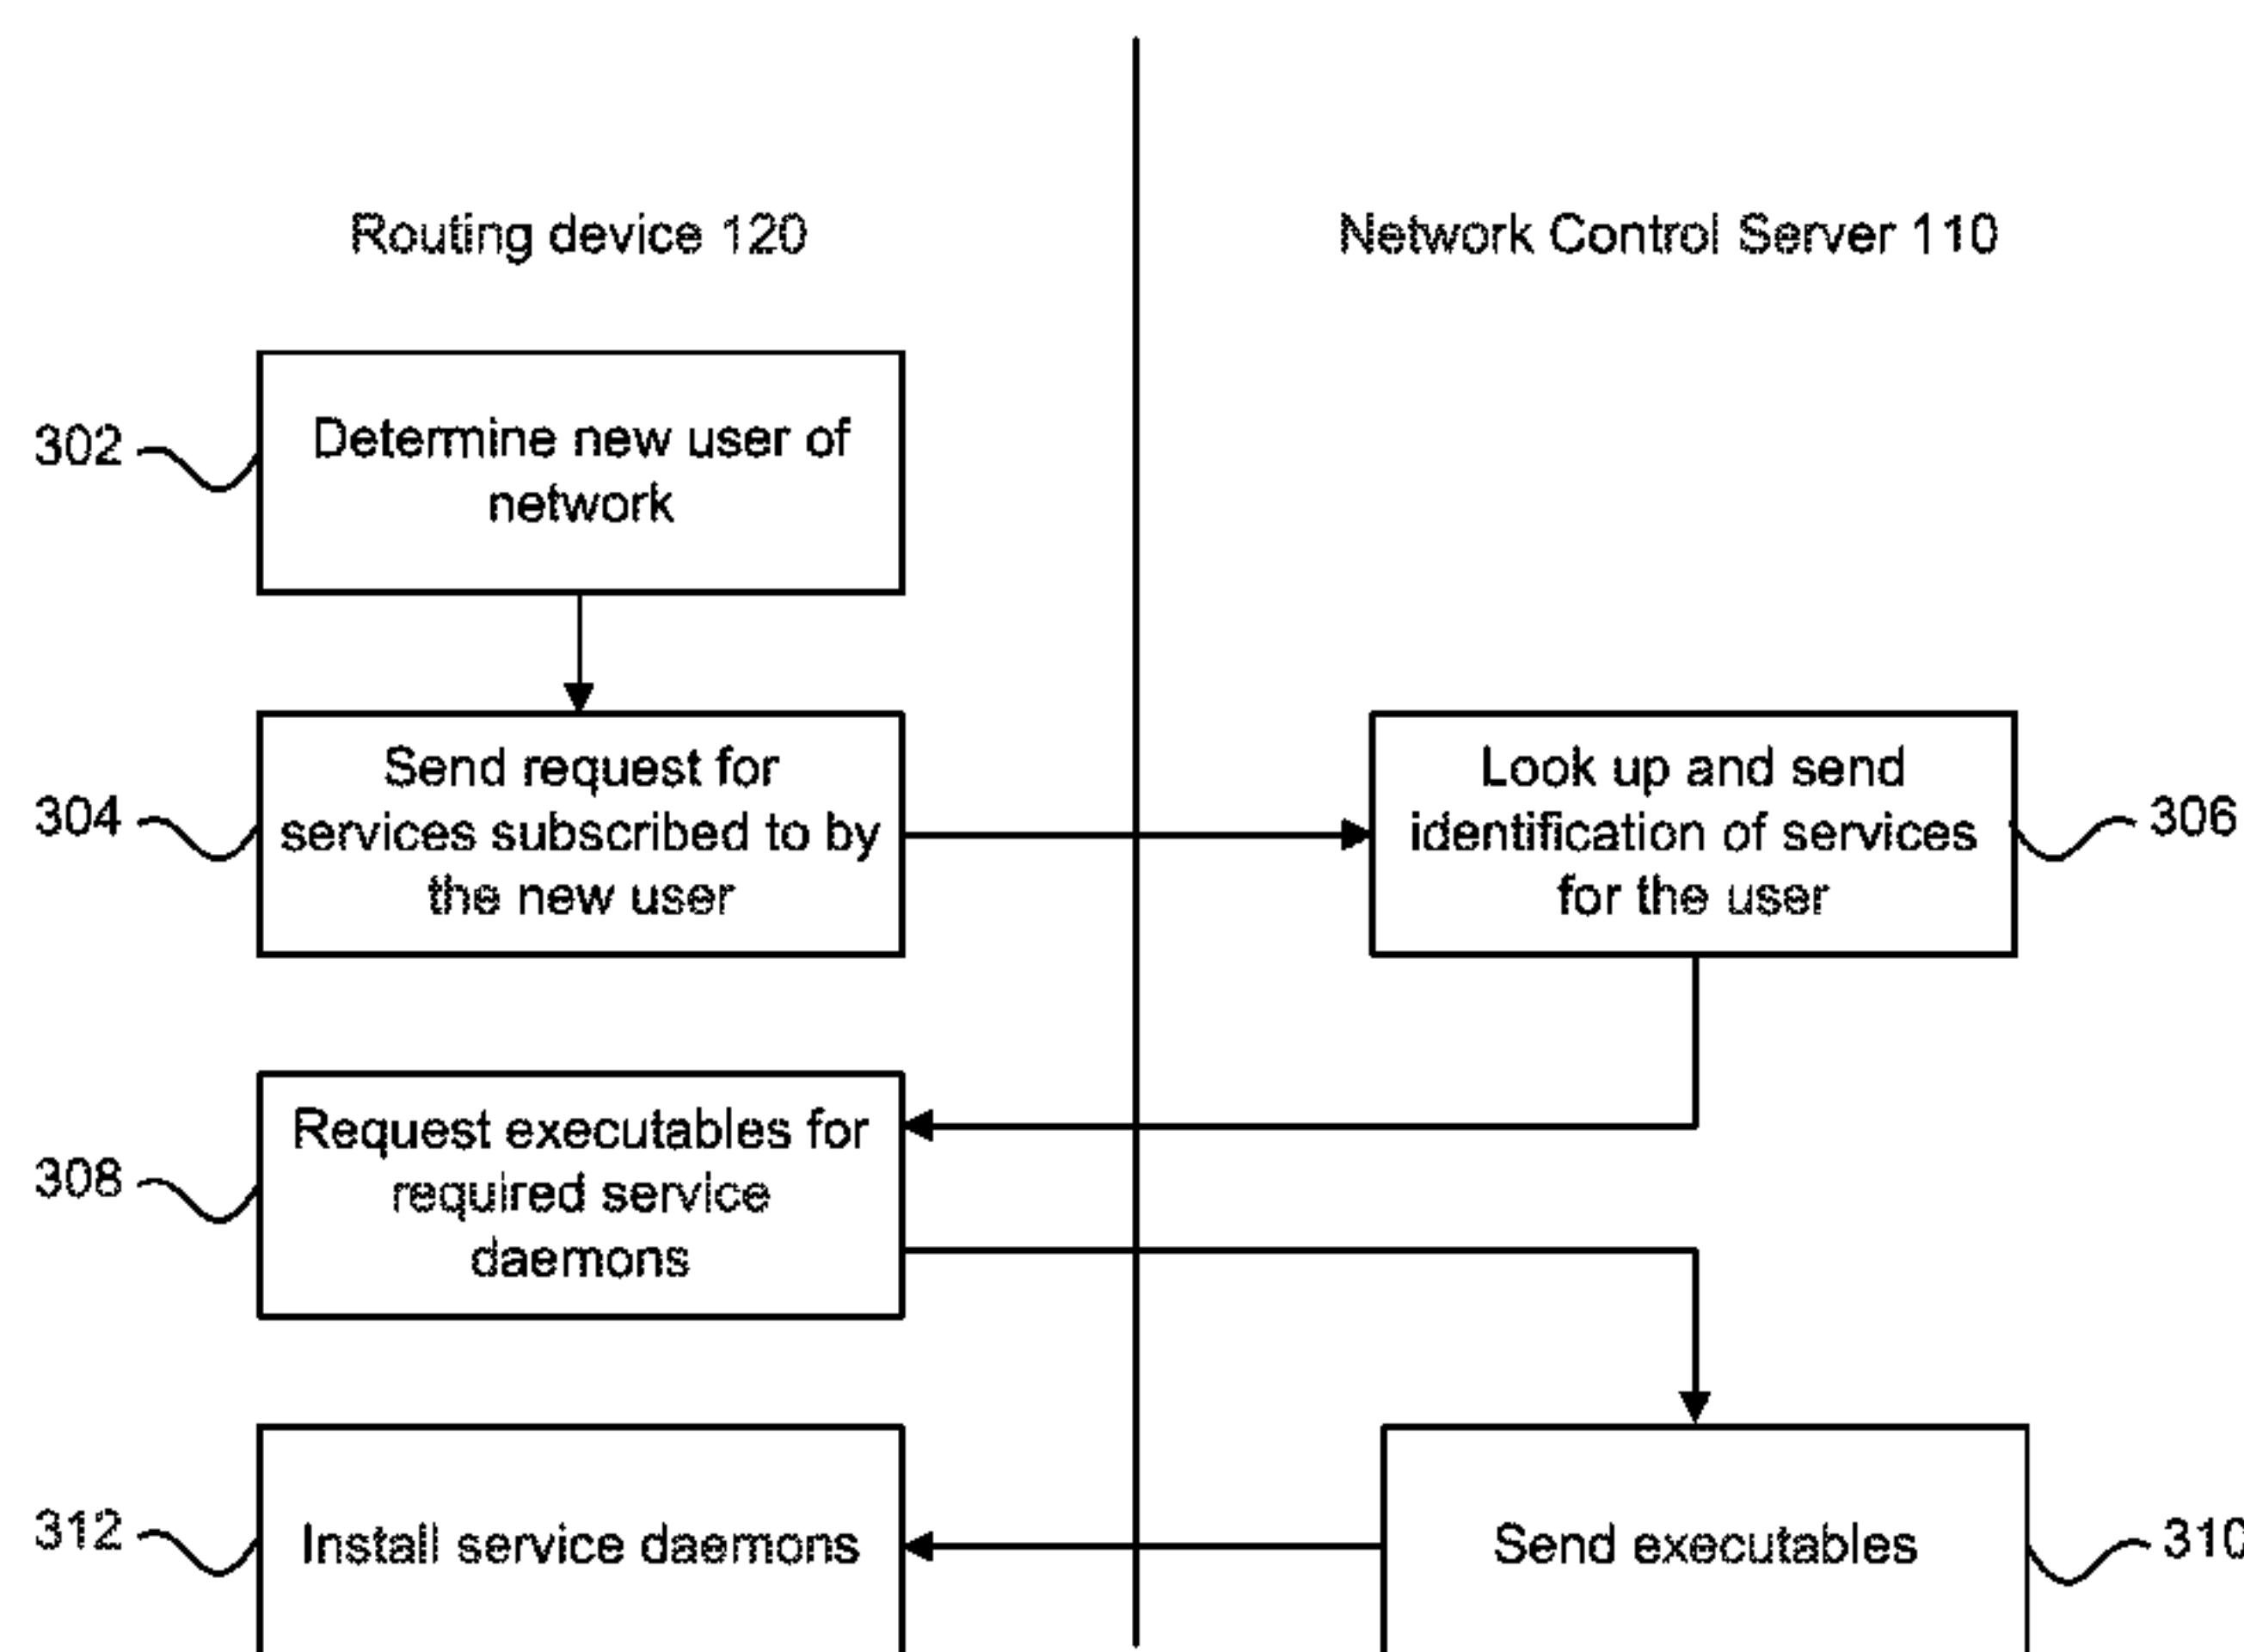 Routing device 120
Network Control Server 110
302
Determine new user of
network
304
Send request for
services subscribed to by
the new user
Look up and send
identification of services
for the user
306
308
Request executables for
required service
daemons
312
Install service daemons
Send executables
310